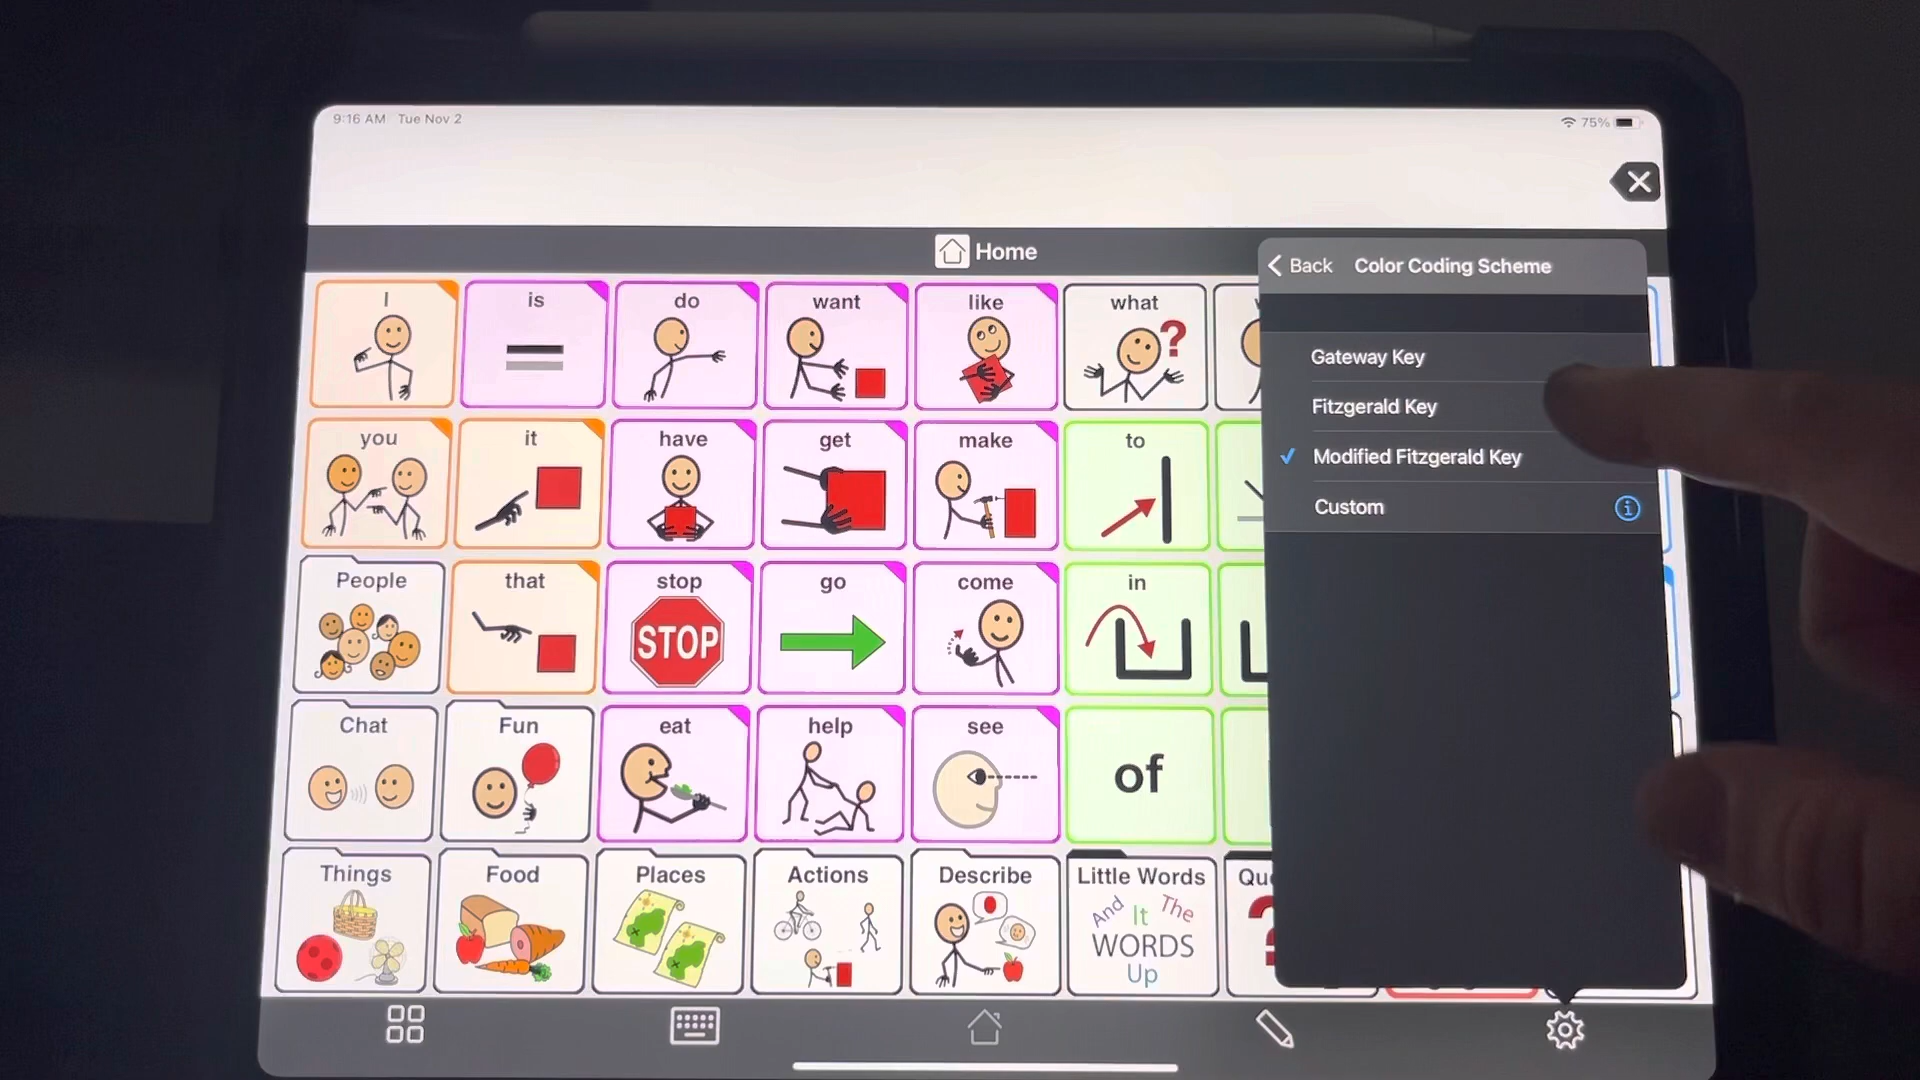 9:16 AM Tue Nov 2
75%
Home
Back Color Coding Scheme
Gateway Key
Fitzgerald Key
Modified Fitzgerald Key
Custom
I is do want like what
you it have get make to
People that stop go come in
STOP
Chat Fun eat help see
of
Things Food Places Actions Describe Little Words Qu
And It The
WORDS
Up